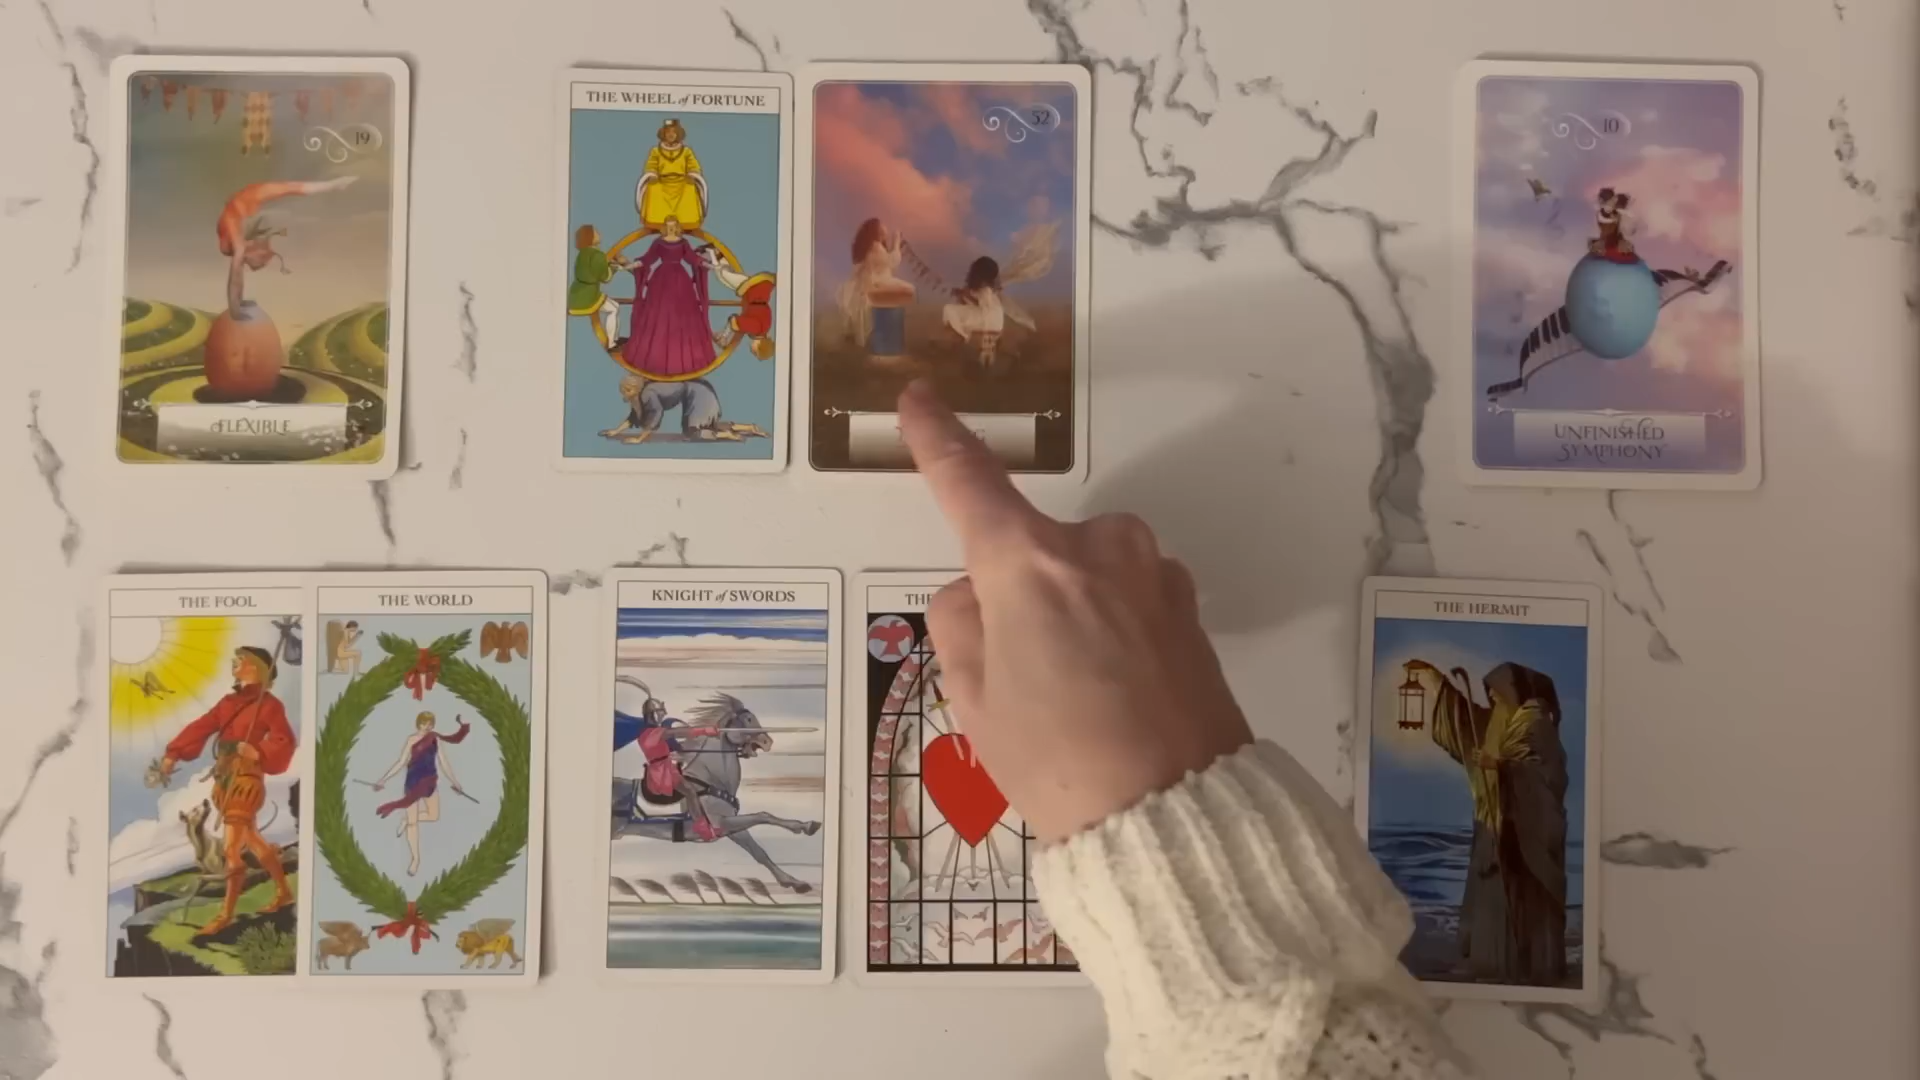 19
THE WHEEL of FORTUNE
52
10
FLEXIBLE
UNFINISHED
SYMPHONY
THE FOOL
THE WORLD
KNIGHT of SWORDS
THE HERMIT